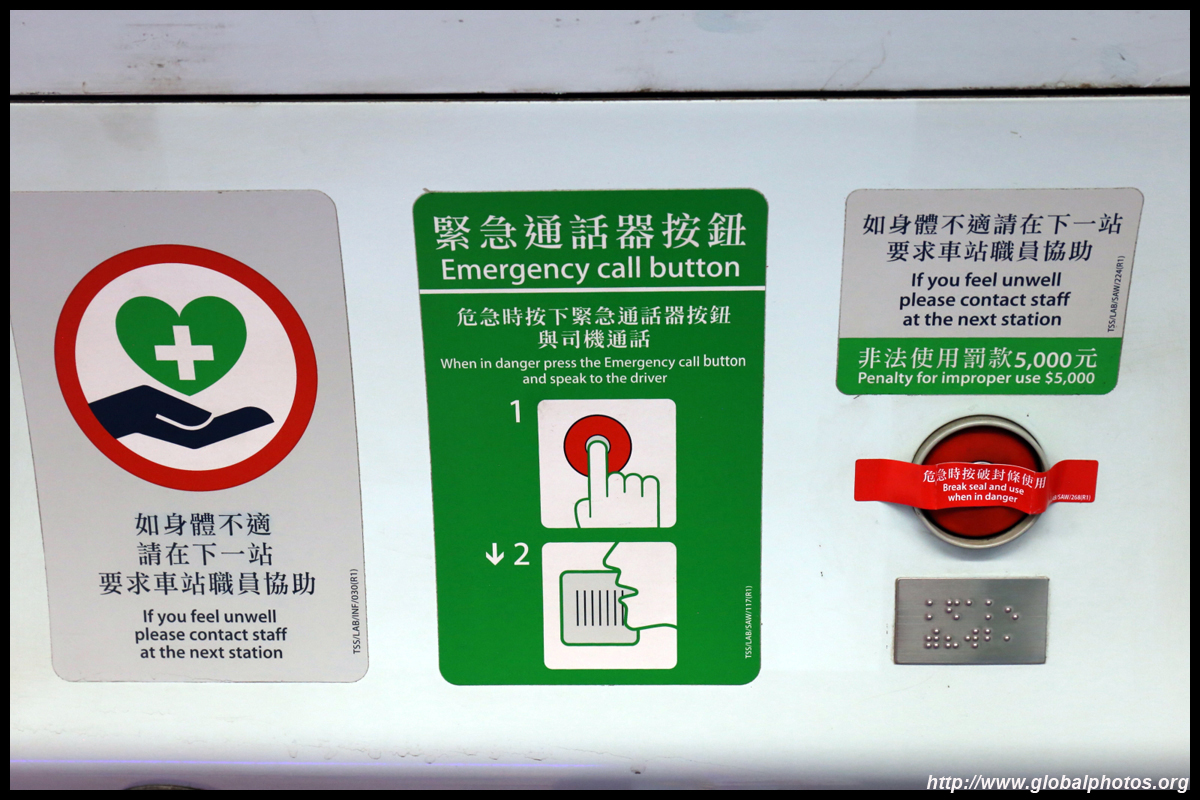 如身體不適
請在下一站
要求車站職員協助
If you feel unwell
please contact staff
at the next station
TSS/LAB/INF/030(R1)
緊急通話器按鈕
Emergency call button
危急時按下緊急通話器按鈕
與司機通話
When in danger press the Emergency call button
and speak to the driver
1
2
TSS/LAB/SAW/117(R1)
如身體不適請在下一站
要求車站職員協助
If you feel unwell
please contact staff
at the next station
TSS/LAB/SAW/224(R1)
非法使用罰款5,000元
Penalty for improper use $5,000
危急時按破封條使用
Break seal and use
when in danger
/SAW/268(R1)
http://www.globalphotos.org